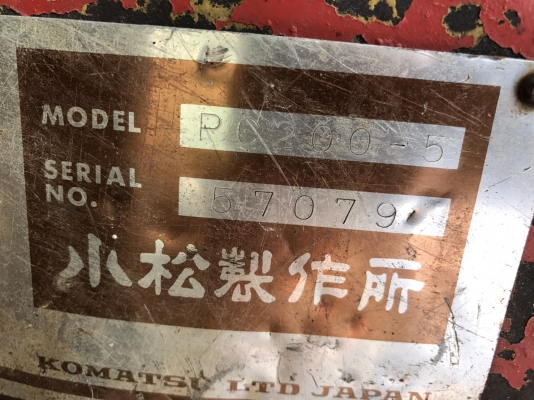 MODEL PC200-5
SERIAL
NO. 57079
小松製作所
KOMATSU LTD JAPAN